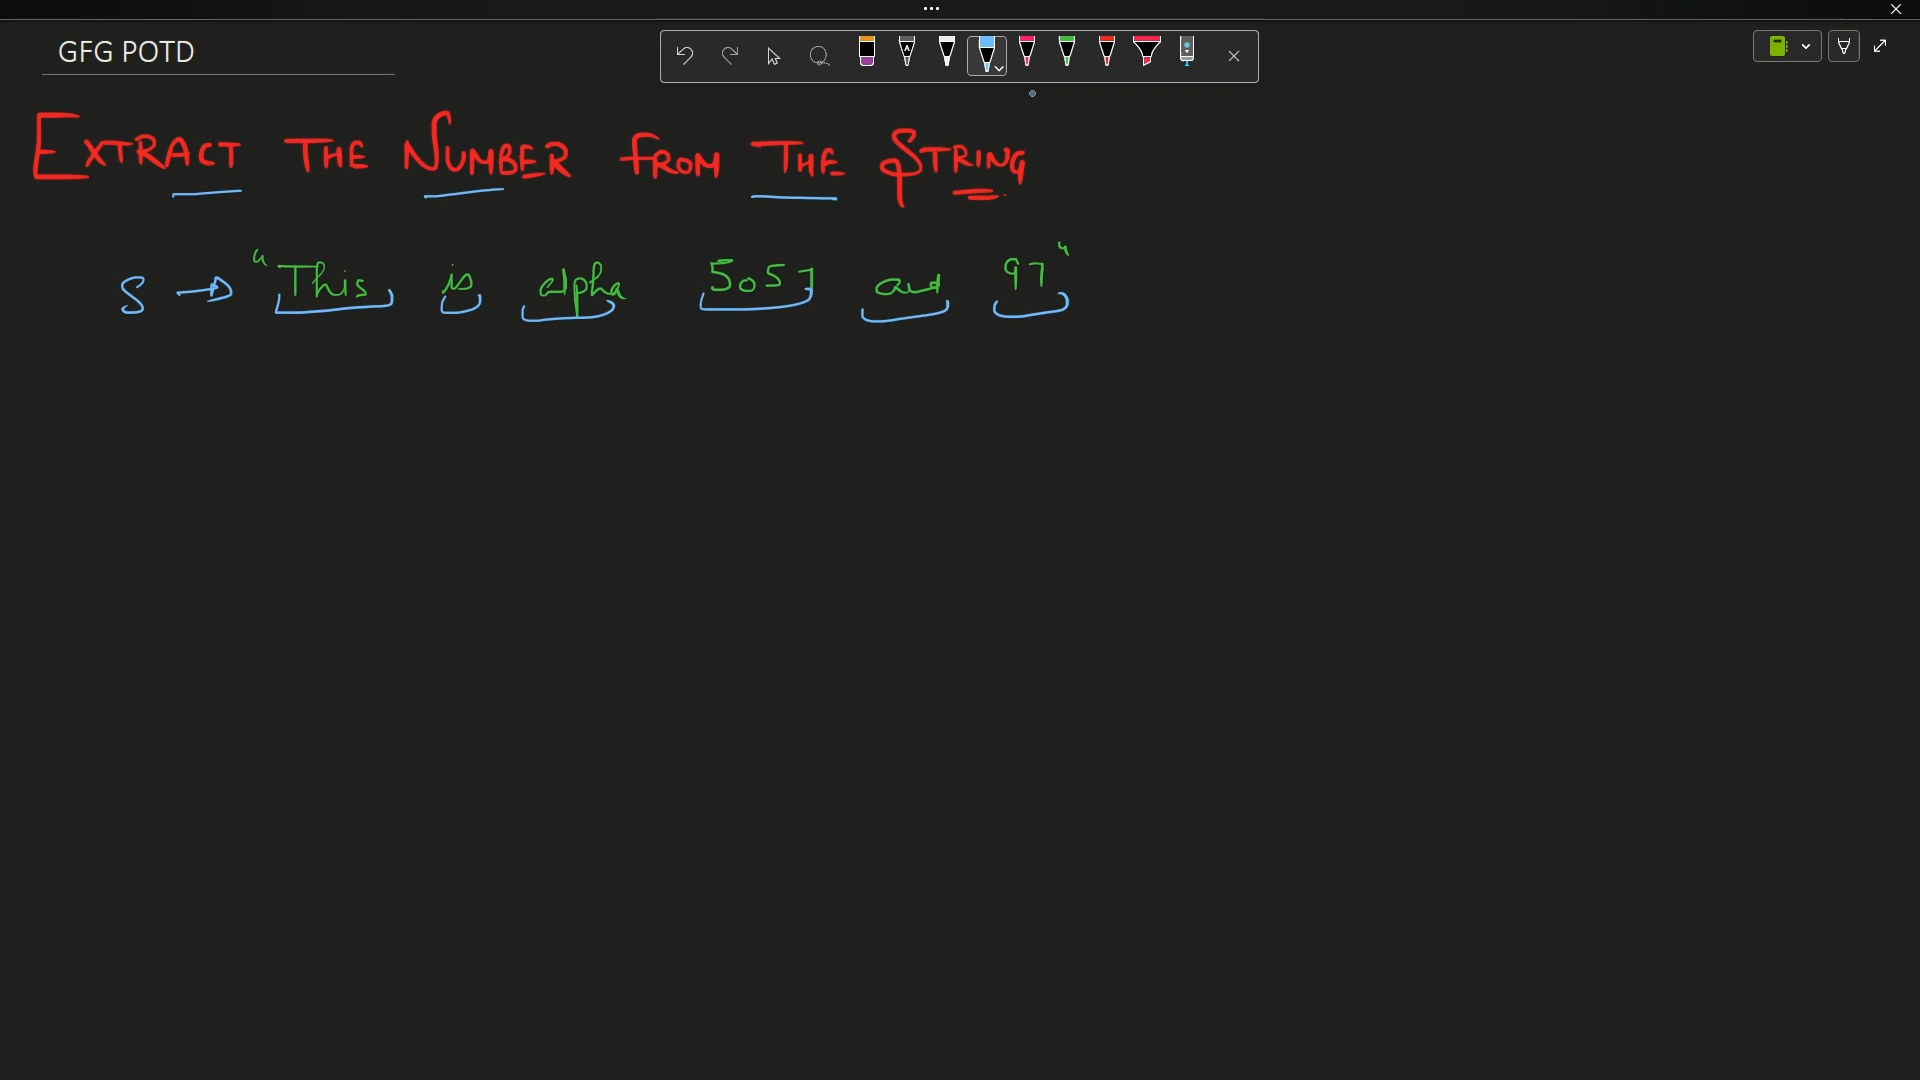 GFG POTD
EXTRACT THE NUMBER FROM THE STRING
S → "This is alpha 5057 and 97"